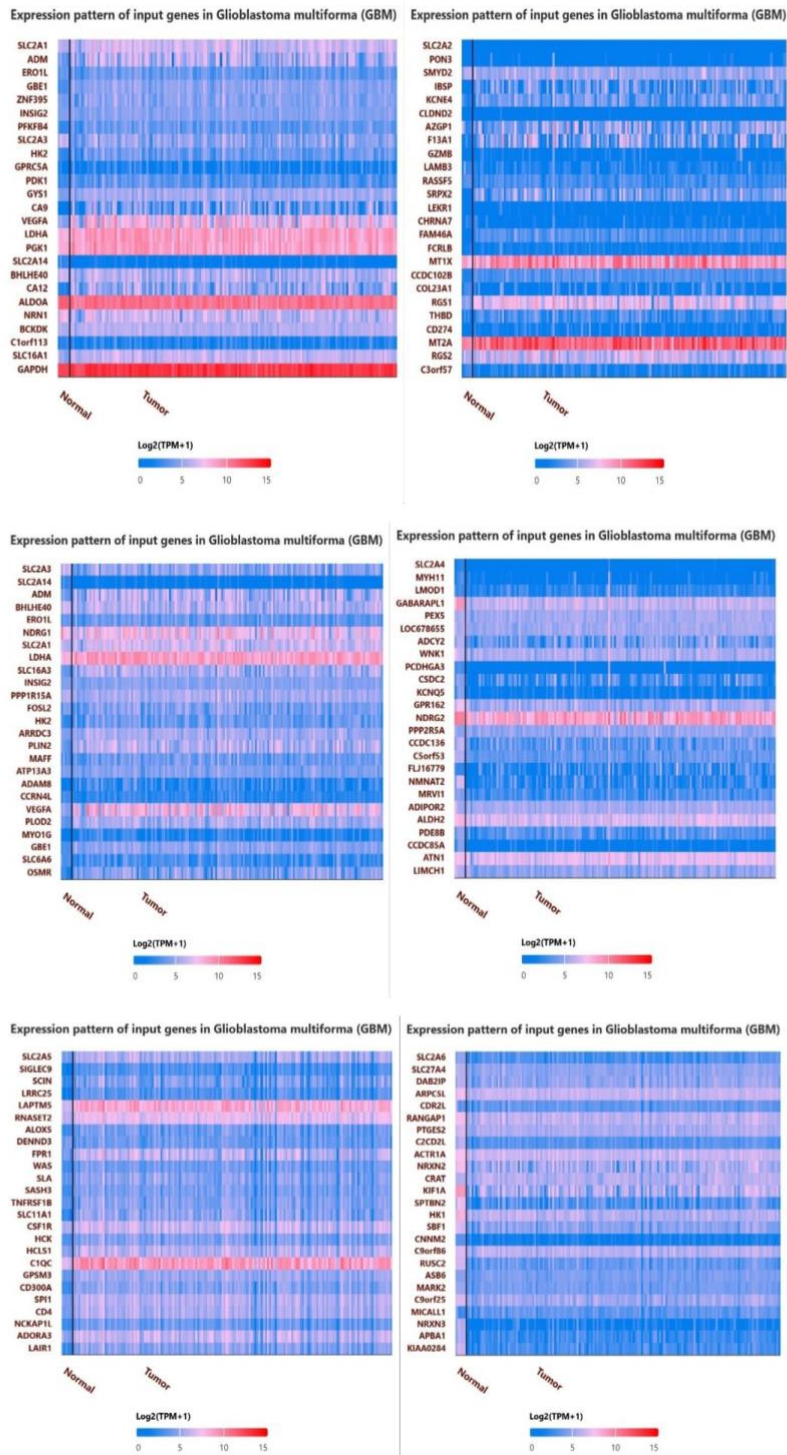 Expression pattern of input genes in Glioblastoma multiforma (GBM)
SLC2A1
ADM
ERO1L
GBE1
ZNF395
INSIG2
PFKFB4
SLC2A3
HK2
GPRC5A
PDK1
GYS1
CA9
VEGFA
LDHA
PGK1
SLC2A14
BHLHE40
CA12
ALDOA
NRN1
BCKDK
C1orf113
SLC16A1
GAPDH
Normal
Tumor
Log2(TPM+1)
0 5 10 15
Expression pattern of input genes in Glioblastoma multiforma (GBM)
SLC2A2
PON3
SMYD2
IBSP
KCNE4
CLDND2
AZGP1
F13A1
GZMB
LAMB3
RASSF5
SRPX2
LEKR1
CHRNA7
FAM46A
FCRLB
MT1X
CCDC102B
COL23A1
RGS1
THBD
CD274
MT2A
RGS2
C3orf57
Normal
Tumor
Log2(TPM+1)
0 5 10 15
Expression pattern of input genes in Glioblastoma multiforma (GBM)
SLC2A3
SLC2A14
ADM
BHLHE40
ERO1L
NDRG1
SLC2A1
LDHA
SLC16A3
INSIG2
PPP1R15A
FOSL2
HK2
ARRDC3
PLIN2
MAFF
ATP13A3
ADAM8
CCRN4L
VEGFA
PLOD2
MYO1G
GBE1
SLC6A6
OSMR
Normal
Tumor
Log2(TPM+1)
0 5 10 15
Expression pattern of input genes in Glioblastoma multiforma (GBM)
SLC2A4
MYH11
LMOD1
GABARAPL1
PEX5
LOC678655
ADCY2
WNK1
PCDHGA3
CSDC2
KCNQ5
GPR162
NDRG2
PPP2R5A
CCDC136
C5orf53
FLJ16779
NMNAT2
MRVI1
ADIPOR2
ALDH2
PDE8B
CCDC85A
ATN1
LIMCH1
Normal
Tumor
Log2(TPM+1)
0 5 10 15
Expression pattern of input genes in Glioblastoma multiforma (GBM)
SLC2A5
SIGLEC9
SCIN
LRRC25
LAPTM5
RNASET2
ALOX5
DENND3
FPR1
WAS
SLA
SASH3
TNFRSF1B
SLC11A1
CSF1R
HCK
HCLS1
C1QC
GPSM3
CD300A
SPI1
CD4
NCKAP1L
ADORA3
LAIR1
Normal
Tumor
Log2(TPM+1)
0 5 10 15
Expression pattern of input genes in Glioblastoma multiforma (GBM)
SLC2A6
SLC27A4
DAB2IP
ARPC5L
CDR2L
RANGAP1
PTGES2
C2CD2L
ACTR1A
NRXN2
CRAT
KIF1A
SPTBN2
HK1
SBF1
CNNM2
C9orf86
RUSC2
ASB6
MARK2
C9orf25
MICALL1
NRXN3
APBA1
KIAA0284
Normal
Tumor
Log2(TPM+1)
0 5 10 15